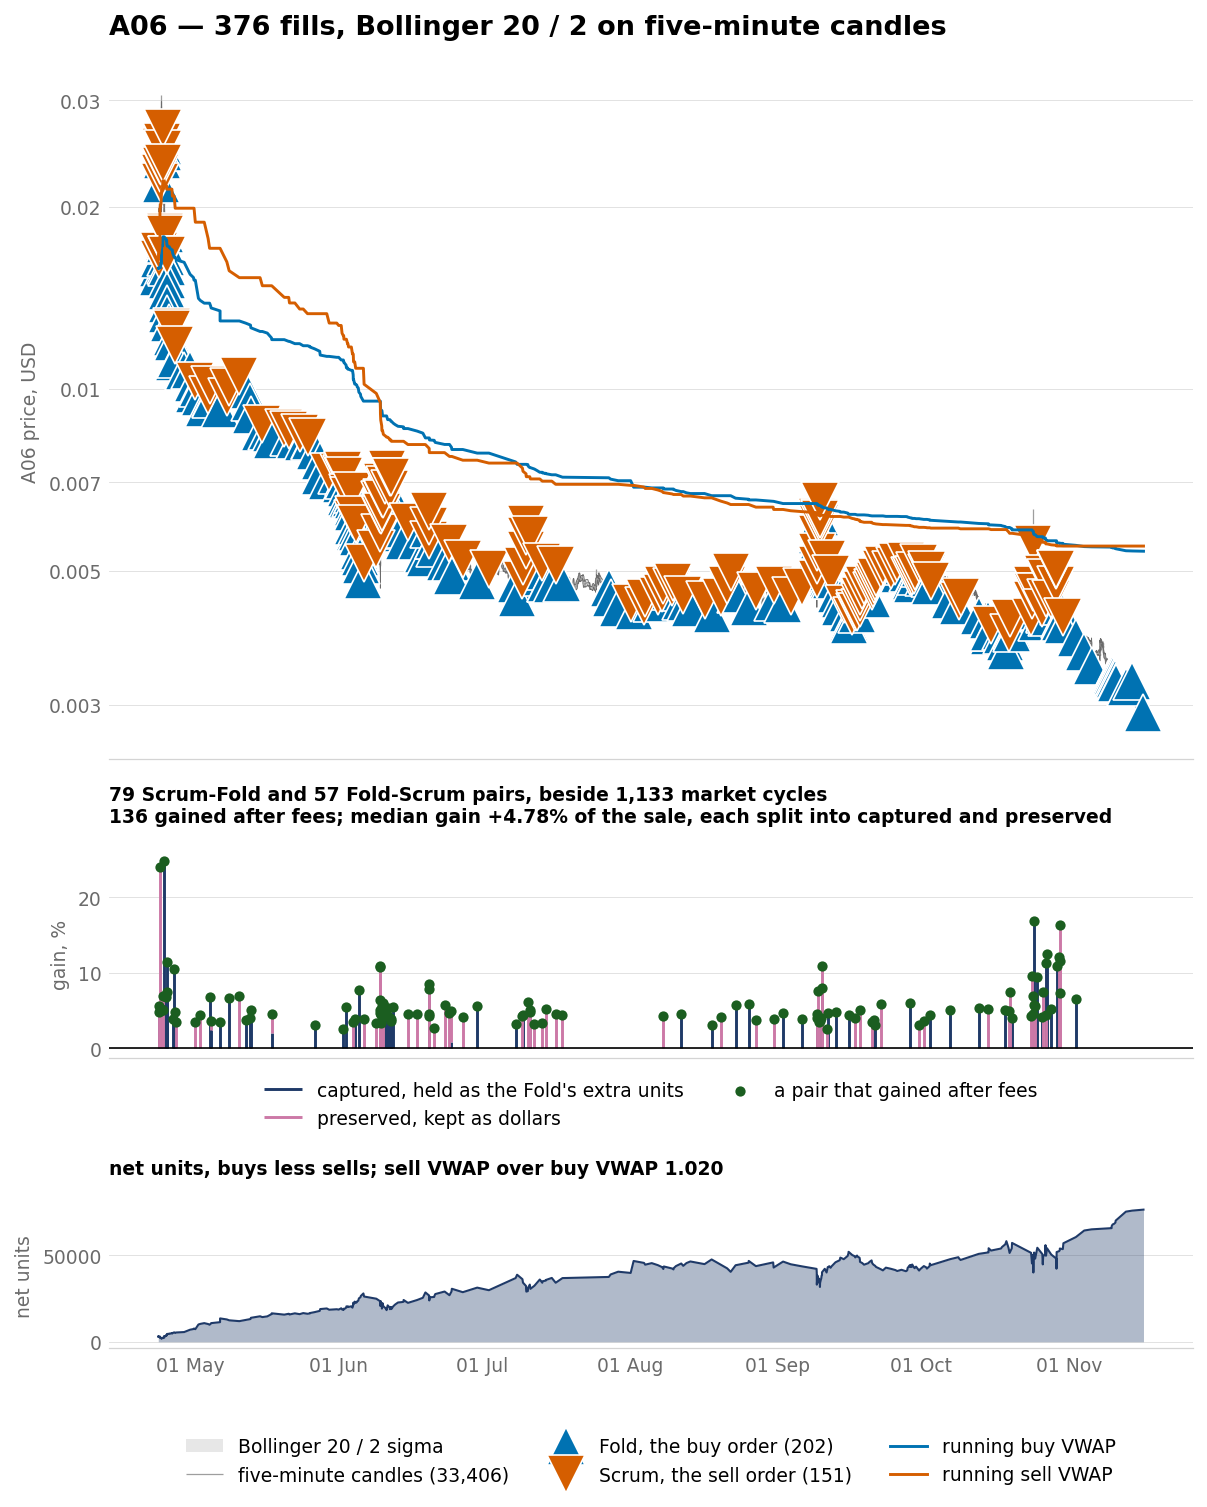 A06 — 376 fills, Bollinger 20 / 2 on five-minute candles
0.03
0.02
0.01
0.007
0.005
0.003
A06 price, USD
79 Scrum-Fold and 57 Fold-Scrum pairs, beside 1,133 market cycles
136 gained after fees; median gain +4.78% of the sale, each split into captured and preserved
20
10
0
gain, %
captured, held as the Fold's extra units
preserved, kept as dollars
a pair that gained after fees
net units, buys less sells; sell VWAP over buy VWAP 1.020
50000
0
net units
01 May 01 Jun 01 Jul 01 Aug 01 Sep 01 Oct 01 Nov
Bollinger 20 / 2 sigma
five-minute candles (33,406)
Fold, the buy order (202)
Scrum, the sell order (151)
running buy VWAP
running sell VWAP